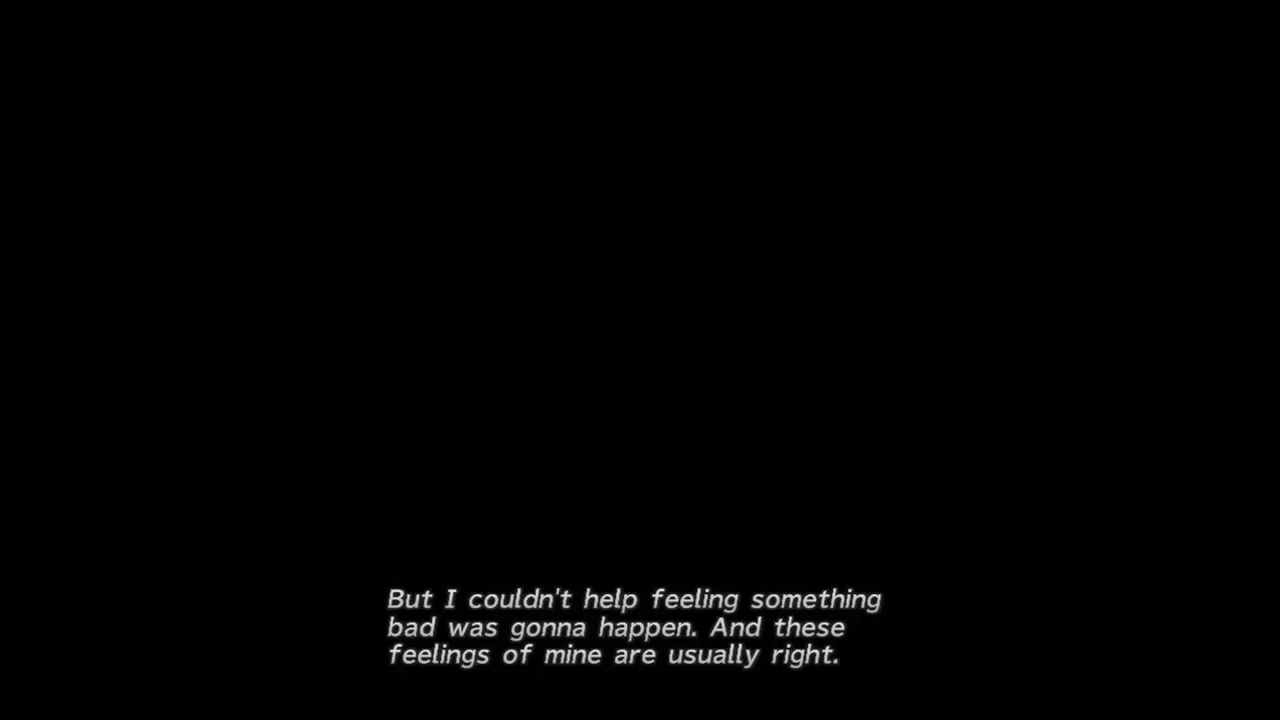 But I couldn't help feeling something
bad was gonna happen. And these
feelings of mine are usually right.